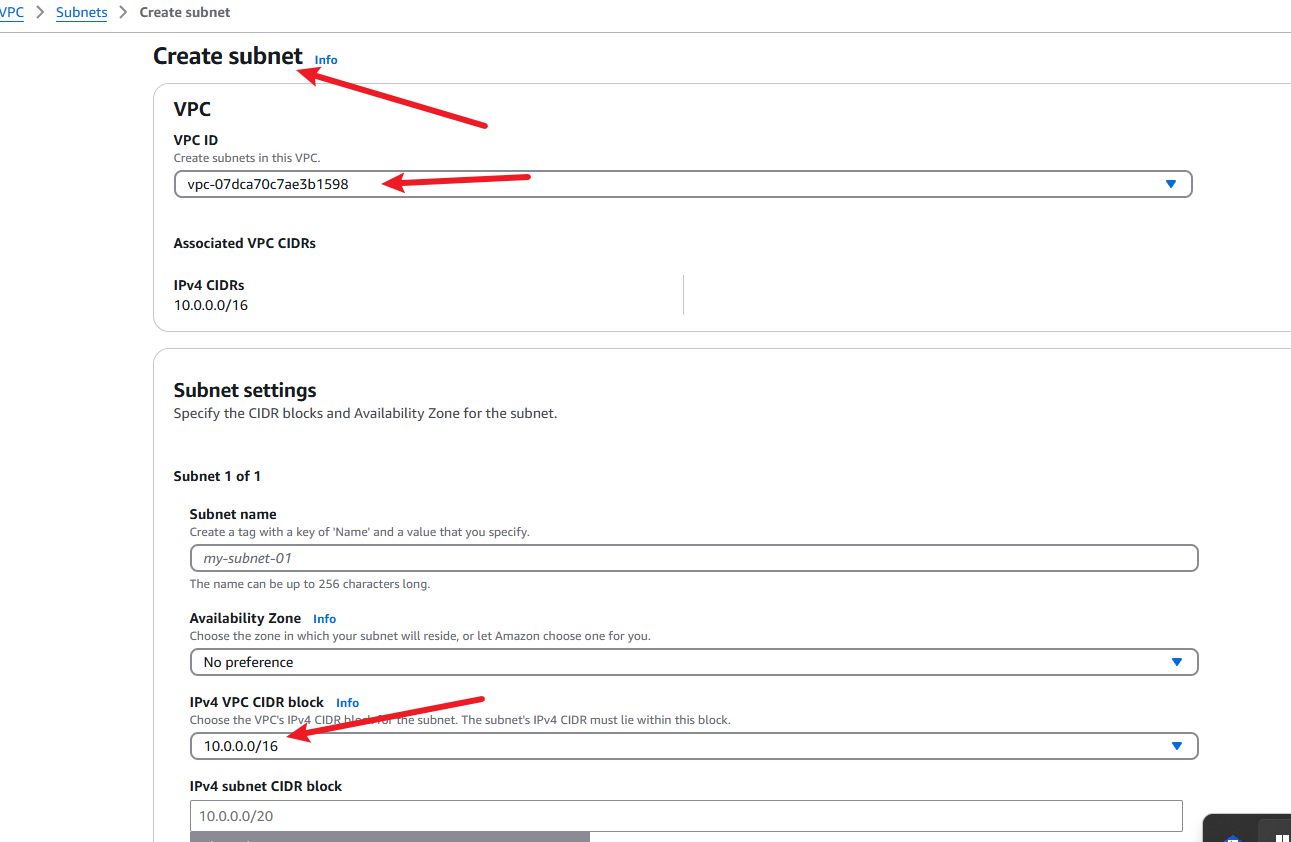 VPC > Subnets > Create subnet
Create subnet Info
VPC
VPC ID
Create subnets in this VPC.
vpc-07dca70c7ae3b1598
Associated VPC CIDRs
IPv4 CIDRs
10.0.0.0/16
Subnet settings
Specify the CIDR blocks and Availability Zone for the subnet.
Subnet 1 of 1
Subnet name
Create a tag with a key of 'Name' and a value that you specify.
my-subnet-01
The name can be up to 256 characters long.
Availability Zone Info
Choose the zone in which your subnet will reside, or let Amazon choose one for you.
No preference
IPv4 VPC CIDR block Info
Choose the VPC's IPv4 CIDR block for the subnet. The subnet's IPv4 CIDR must lie within this block.
10.0.0.0/16
IPv4 subnet CIDR block
10.0.0.0/20